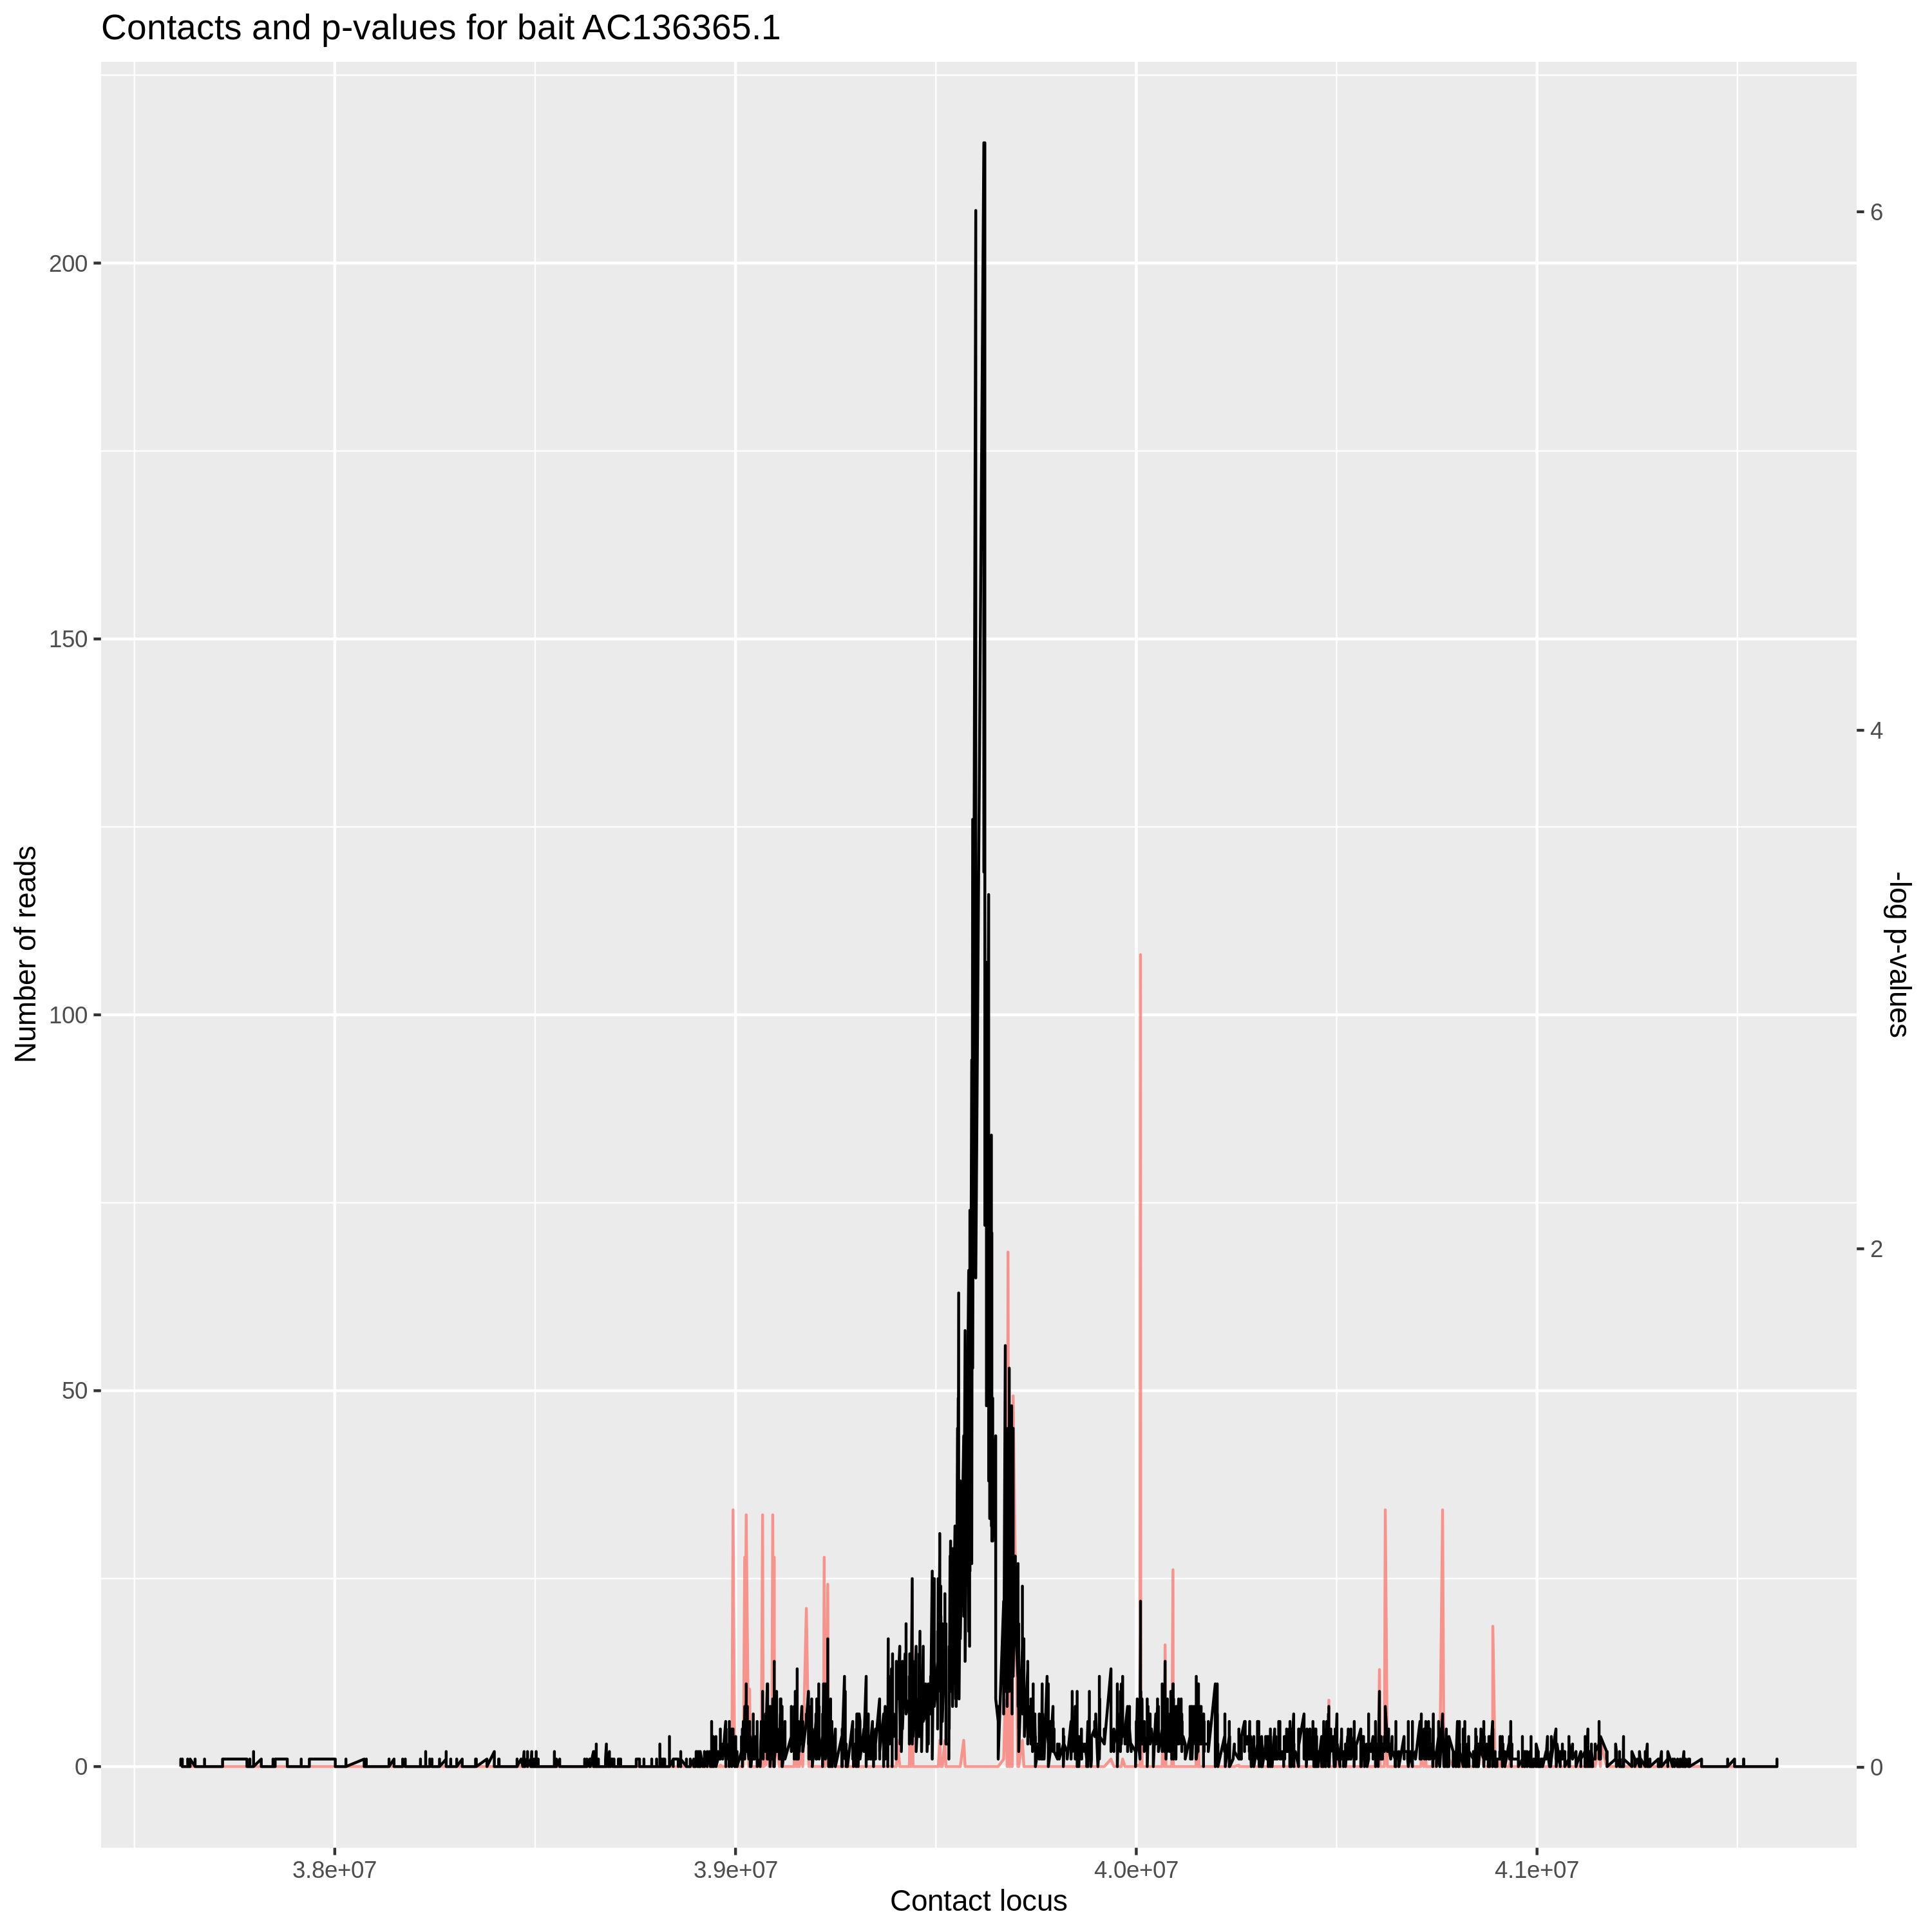 Contacts and p-values for bait AC136365.1
Number of reads
200
150
100
50
0
6
4
2
0
-log p-values
3.8e+07
3.9e+07
4.0e+07
4.1e+07
Contact locus